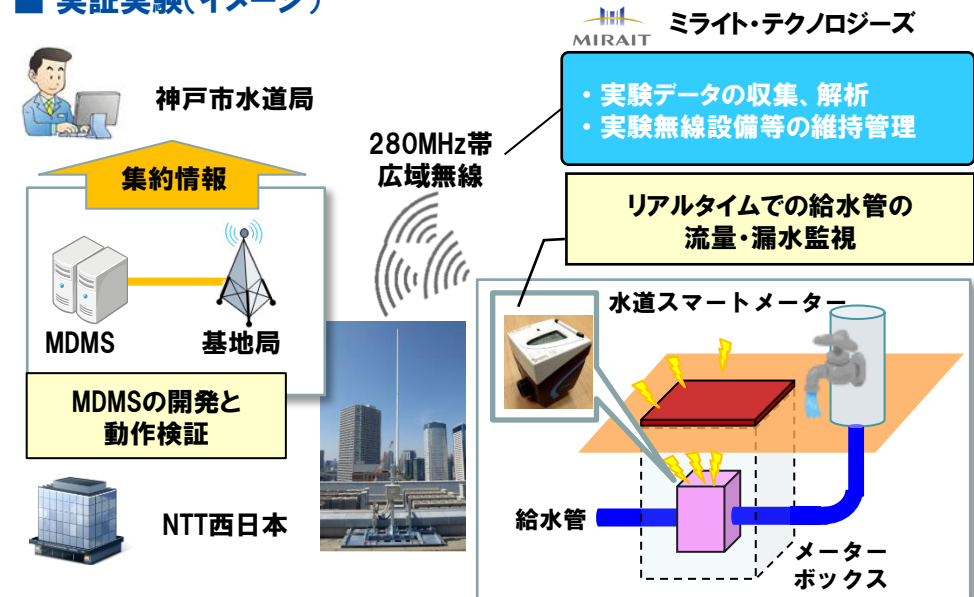 ■ 実証実験(イメージ)
MIRAIT
ミライト・テクノロジーズ
神戸市水道局
・実験データの収集、解析
・実験無線設備等の維持管理
280MHz帯
広域無線
集約情報
リアルタイムでの給水管の
流量・漏水監視
MDMS
基地局
水道スマートメーター
MDMSの開発と
動作検証
NTT西日本
給水管
メーター
ボックス